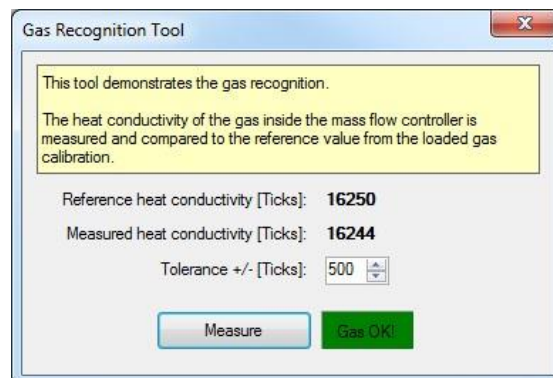 Gas Recognition Tool
This tool demonstrates the gas recognition.
The heat conductivity of the gas inside the mass flow controller is
measured and compared to the reference value from the loaded gas
calibration.
Reference heat conductivity [Ticks]: 16250
Measured heat conductivity [Ticks]: 16244
Tolerance +/- [Ticks]: 500
Measure Gas OK!